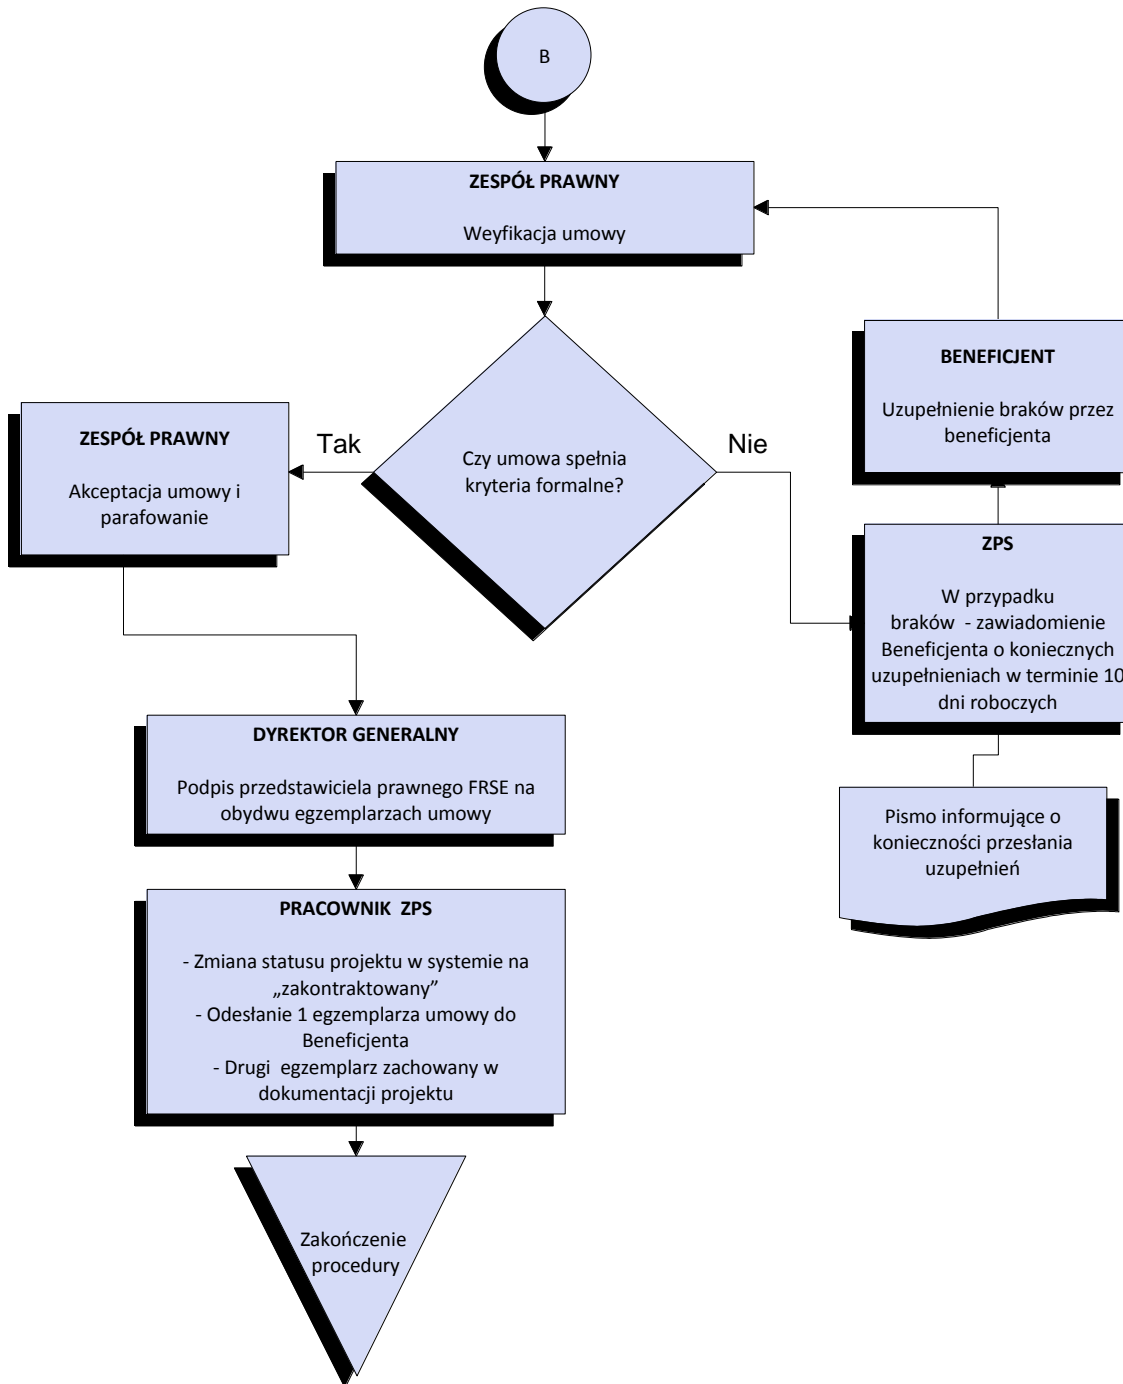 B
ZESPÓŁ PRAWNY
Weyfikacja umowy
BENEFICJENT
Uzupełnienie braków przez
beneficjenta
ZESPÓŁ PRAWNY
Akceptacja umowy i
parafowanie
Tak
Czy umowa spełnia
kryteria formalne?
Nie
ZPS
W przypadku
braków - zawiadomienie
Beneficjenta o koniecznych
uzupełnieniach w terminie 10
dni roboczych
DYREKTOR GENERALNY
Podpis przedstawiciela prawnego FRSE na
obydwu egzemplarzach umowy
Pismo informujące o
konieczności przesłania
uzupełnień
PRACOWNIK ZPS
- Zmiana statusu projektu w systemie na
„zakontraktowany”
- Odesłanie 1 egzemplarza umowy do
Beneficjenta
- Drugi egzemplarz zachowany w
dokumentacji projektu
Zakończenie
procedury